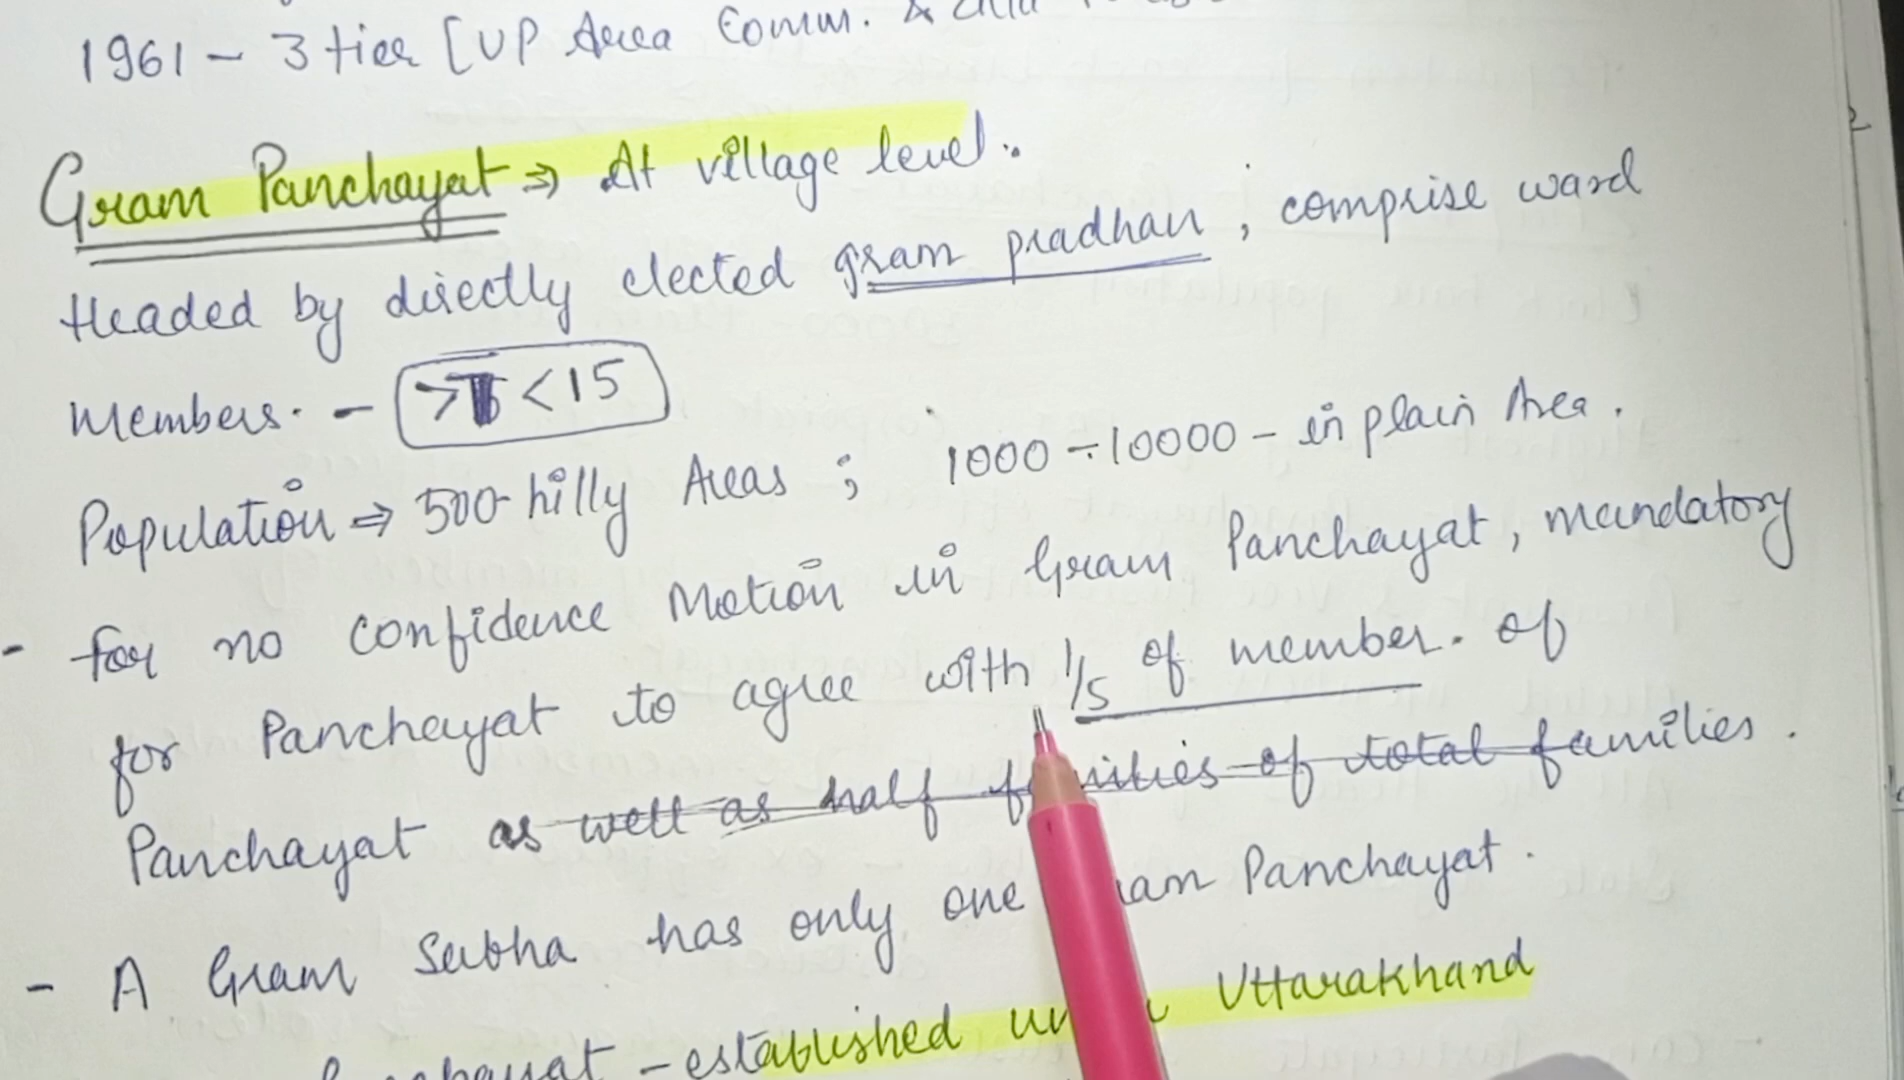 1961 - 3 tier [UP Area Comm. &
Gram Panchayat ⇒ At village level.
Headed by directly elected gram pradhan ; comprise ward
Members. - >5 <15
Population ⇒ 500 hilly Areas ; 1000 - 10000 - in plain Area.
- for no confidence Motion in Gram Panchayat, mandatory
for Panchayat to agree with 1/5 of member. of
Panchayat as well as half families of total families.
- A Gram Sabha has only one Panchayat.
- established Uttarakhand